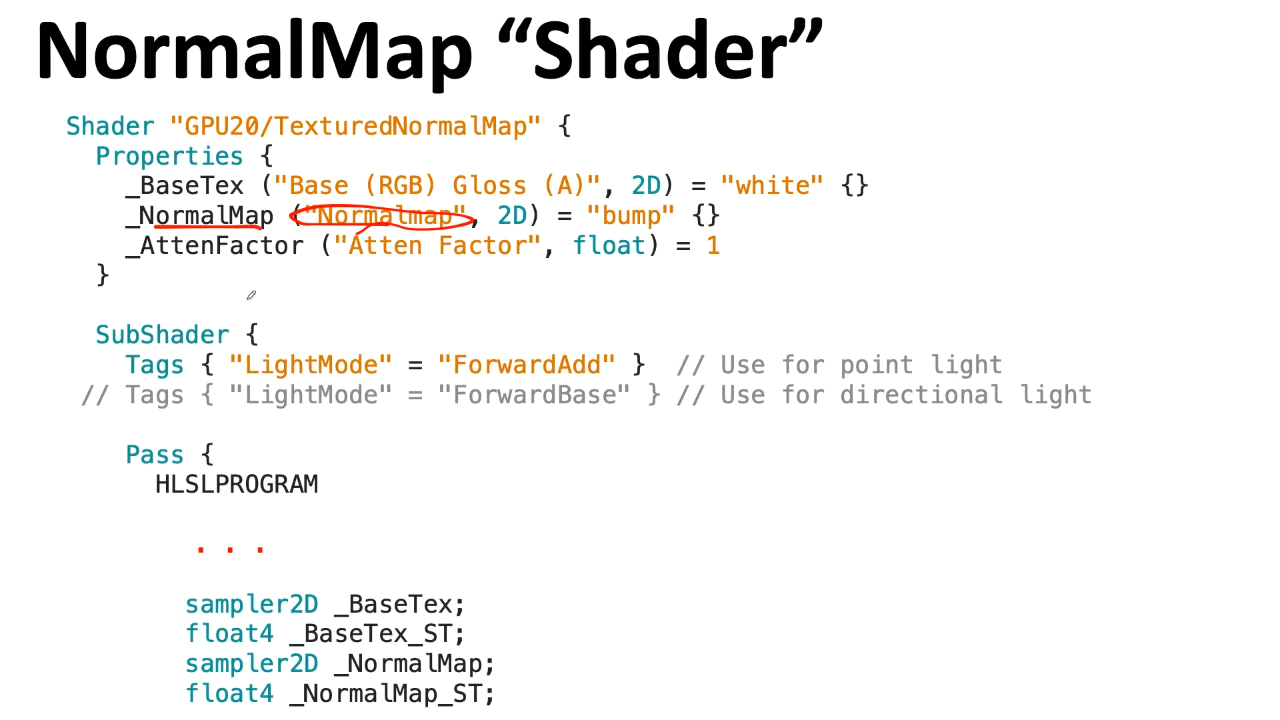 NormalMap “Shader”
Shader "GPU20/TexturedNormalMap" {
Properties {
_BaseTex ("Base (RGB) Gloss (A)", 2D) = "white" {}
_NormalMap ("Normalmap", 2D) = "bump" {}
_AttenFactor ("Atten Factor", float) = 1
}
SubShader {
Tags { "LightMode" = "ForwardAdd" } // Use for point light
// Tags { "LightMode" = "ForwardBase" } // Use for directional light
Pass {
HLSLPROGRAM
. . .
sampler2D _BaseTex;
float4 _BaseTex_ST;
sampler2D _NormalMap;
float4 _NormalMap_ST;